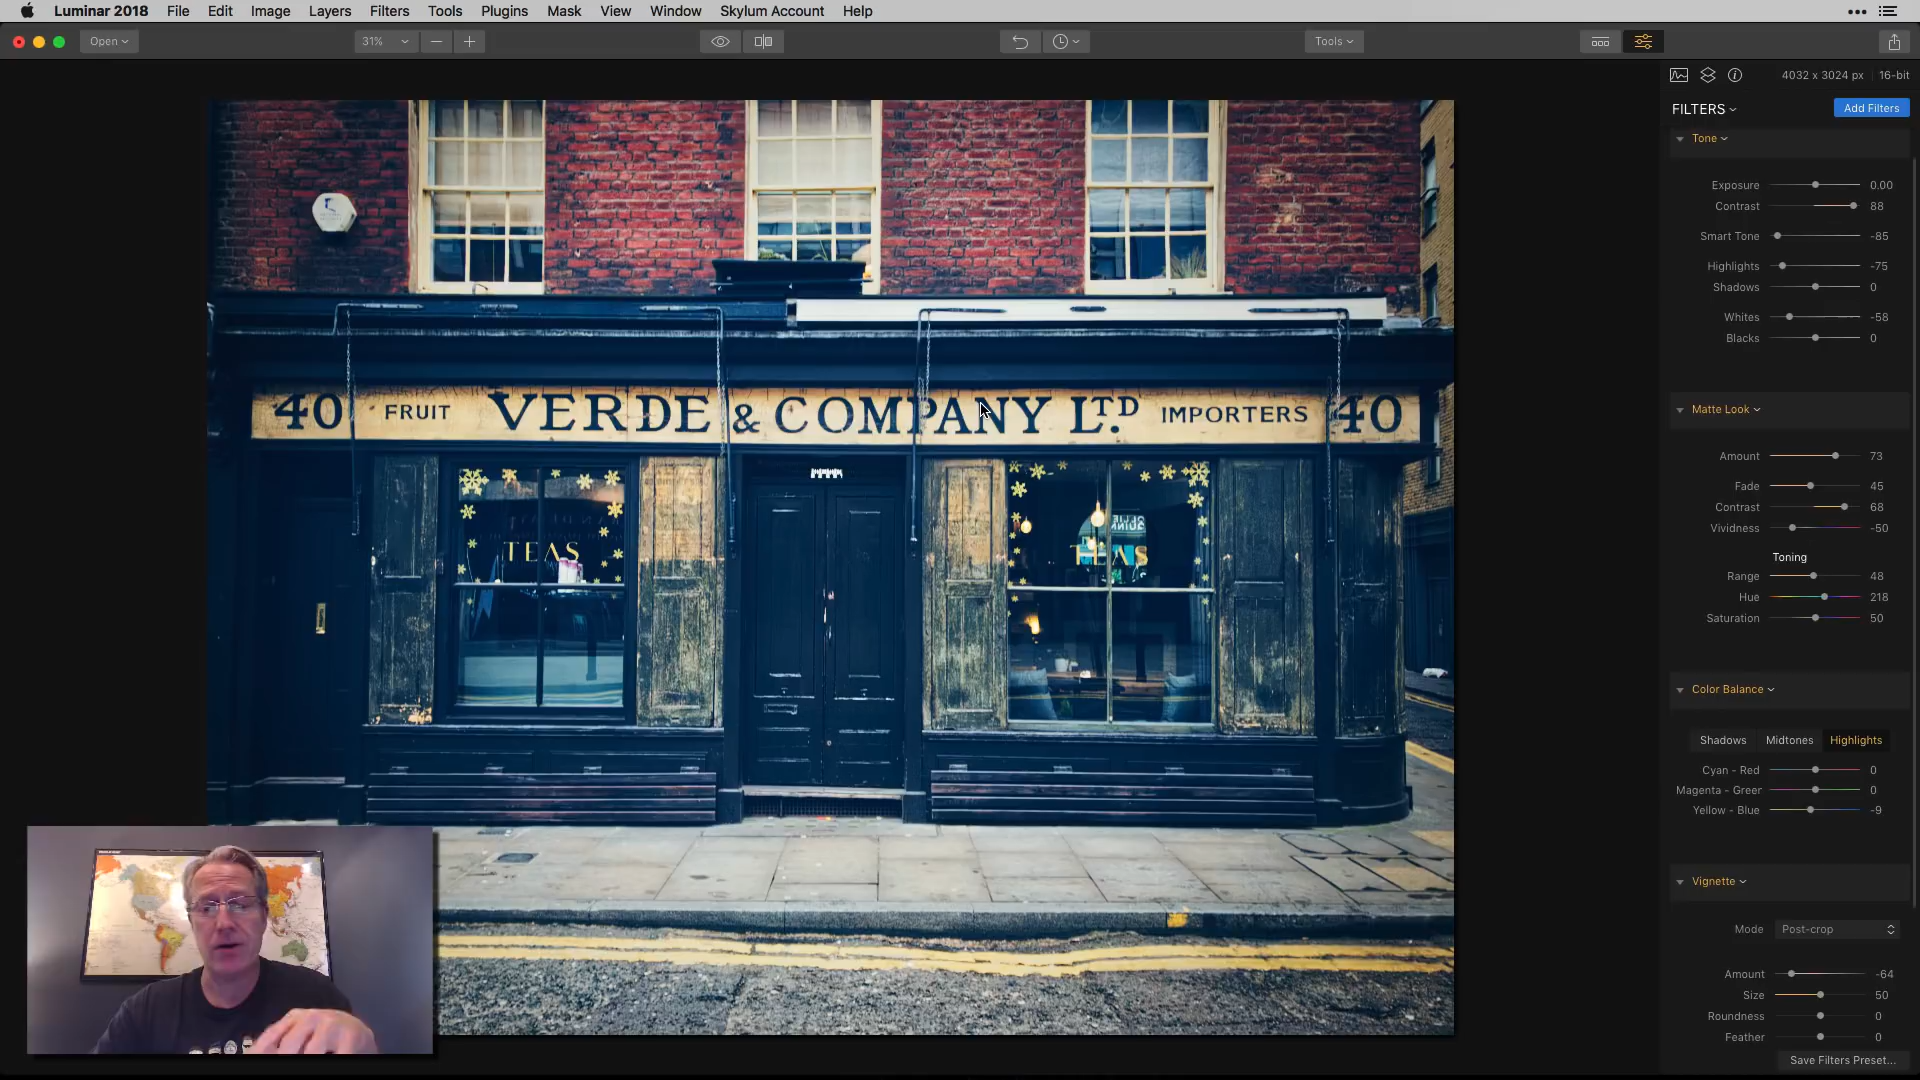 Luminar 2018 File Edit Image Layers Filters Tools Plugins Mask View Window Skylum Account Help
Open 31% Tools
4032 x 3024 px 16-bit
FILTERS Add Filters
Tone
Exposure 0.00
Contrast 88
Smart Tone -85
Highlights -75
Shadows 0
Whites -58
Blacks 0
Matte Look
Amount 73
Fade 45
Contrast 68
Vividness -50
Toning
Range 48
Hue 218
Saturation 50
Color Balance
Shadows Midtones Highlights
Cyan - Red 0
Magenta - Green 0
Yellow - Blue -9
Vignette
Mode Post-crop
Amount -64
Size 50
Roundness 0
Feather 0
Save Filters Preset...
40 FRUIT VERDE & COMPANY LTD. IMPORTERS 40
TEAS
TEAS